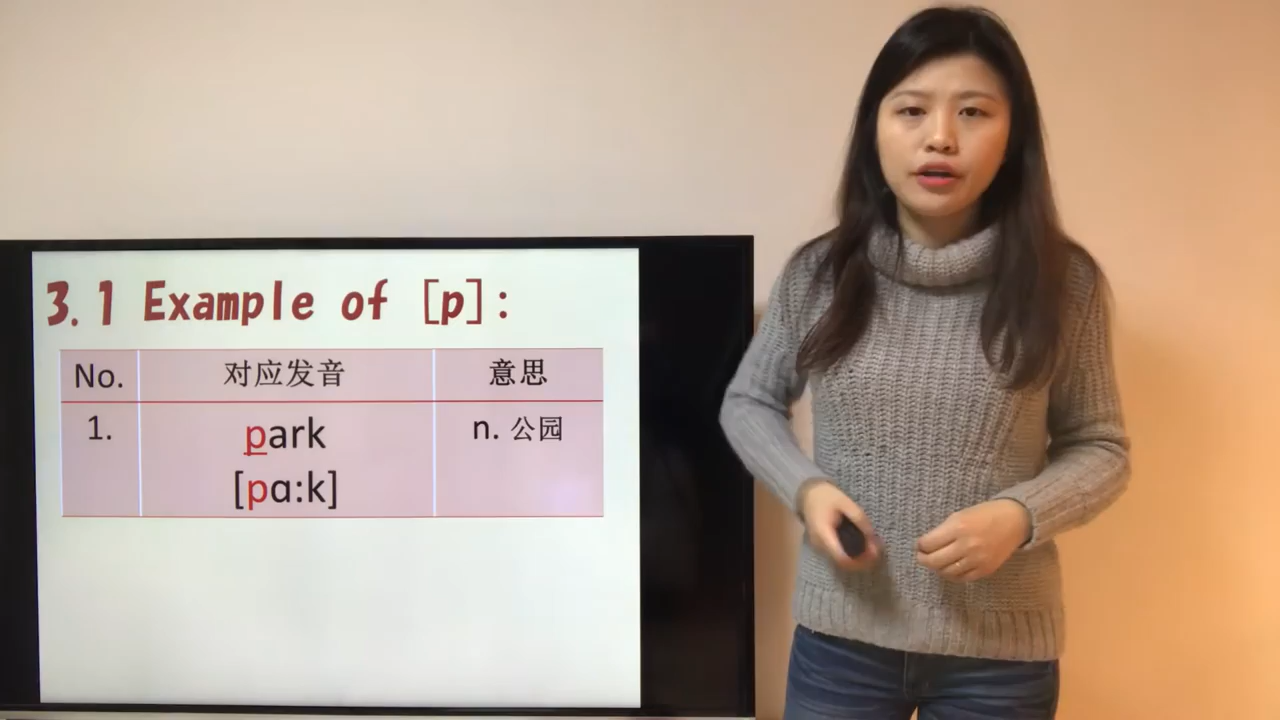 3.1 Example of [p]:
No. 对应发音 意思
1. park n. 公园
[pɑ:k]